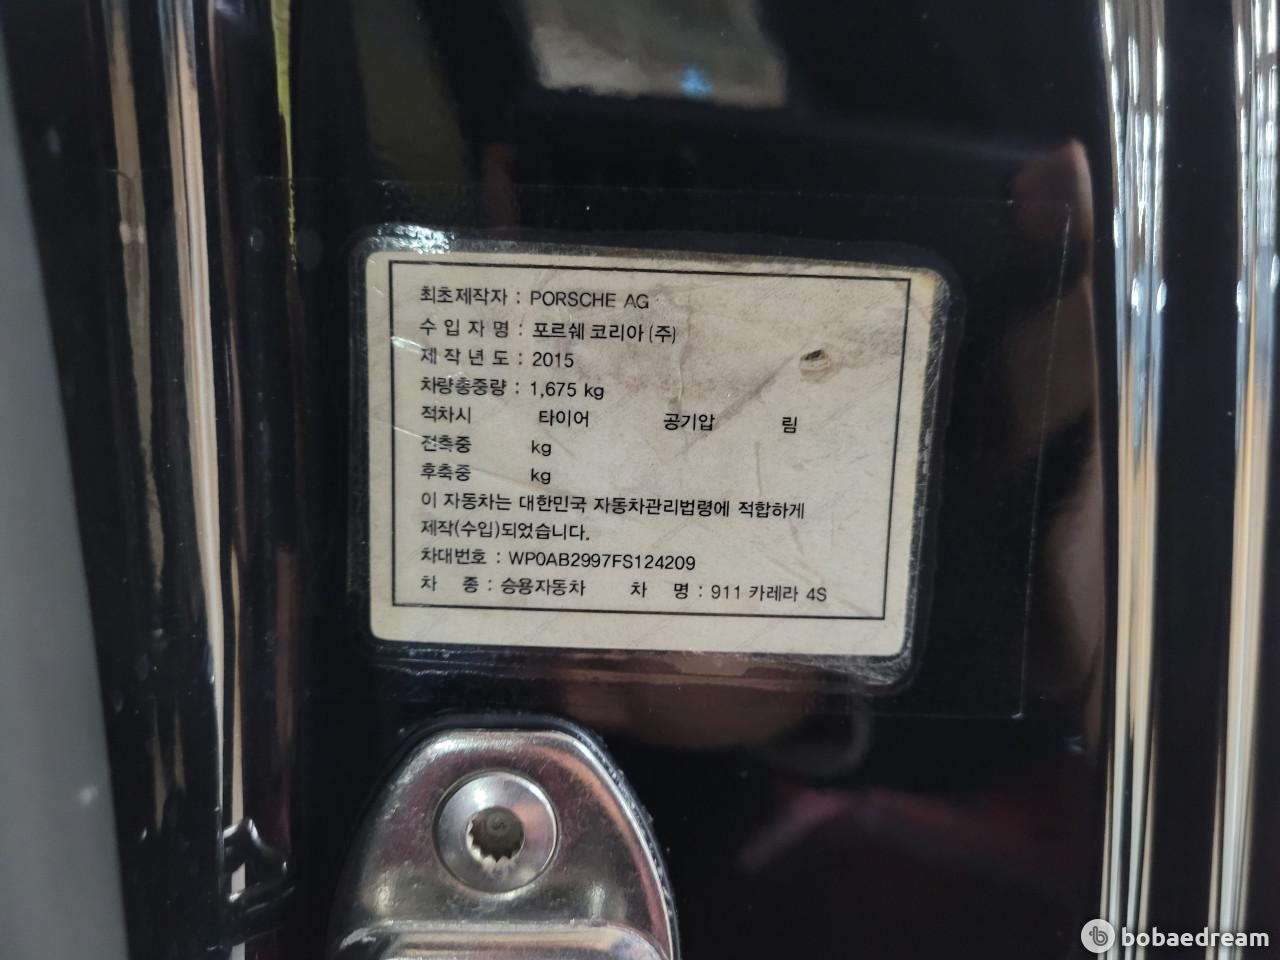 최초제작자 : PORSCHE AG
수 입 자 명 : 포르쉐 코리아 (주)
제 작 년 도 : 2015
차량총중량 : 1,675 kg
적차시 타이어 공기압 림
전축중 kg
후축중 kg
이 자동차는 대한민국 자동차관리법령에 적합하게
제작(수입)되었습니다.
차대번호 : WP0AB2997FS124209
차 종 : 승용자동차 차 명 : 911 카레라 4S
bobaedream